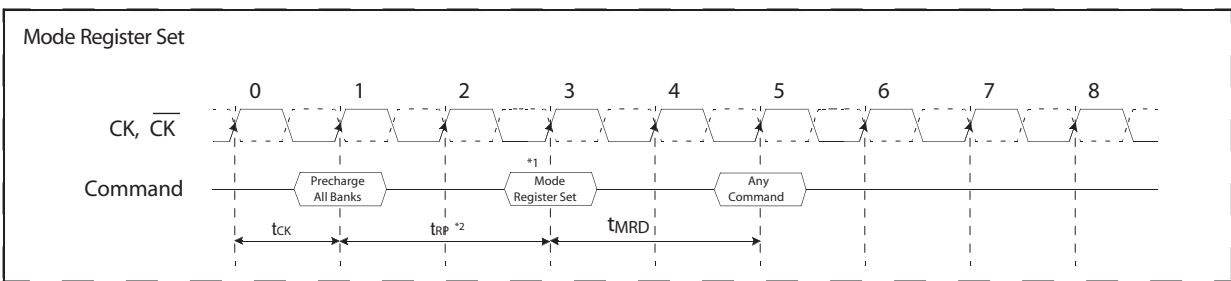 Mode Register Set
0 1 2 3 4 5 6 7 8
CK, C̅K̅
*1
Command
Precharge
All Banks
Mode
Register Set
Any
Command
tCK
tRP *2
tMRD